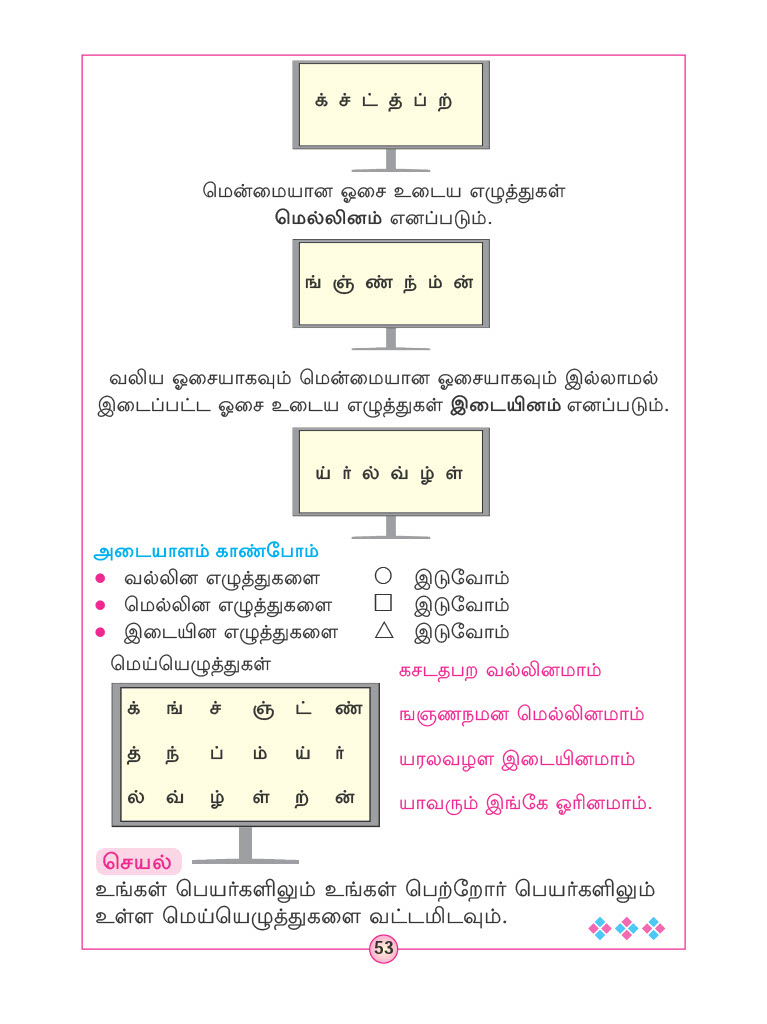 க் ச் ட் த் ப் ற்
மென்மையான ஓசை உடைய எழுத்துகள்
மெல்லினம் எனப்படும்.
ங் ஞ் ண் ந் ம் ன்
வலிய ஓசையாகவும் மென்மையான ஓசையாகவும் இல்லாமல்
இடைப்பட்ட ஓசை உடைய எழுத்துகள் இடையினம் எனப்படும்.
ய் ர் ல் வ் ழ் ள்
அடையாளம் காண்போம்
வல்லின எழுத்துகளை ○ இடுவோம்
மெல்லின எழுத்துகளை □ இடுவோம்
இடையின எழுத்துகளை △ இடுவோம்
மெய்யெழுத்துகள்
க் ங் ச் ஞ் ட் ண்
த் ந் ப் ம் ய் ர்
ல் வ் ழ் ள் ற் ன்
கசடதபற வல்லினமாம்
ஙஞணநமன மெல்லினமாம்
யரலவழள இடையினமாம்
யாவரும் இங்கே ஓரினமாம்.
செயல்
உங்கள் பெயர்களிலும் உங்கள் பெற்றோர் பெயர்களிலும்
உள்ள மெய்யெழுத்துகளை வட்டமிடவும்.
53